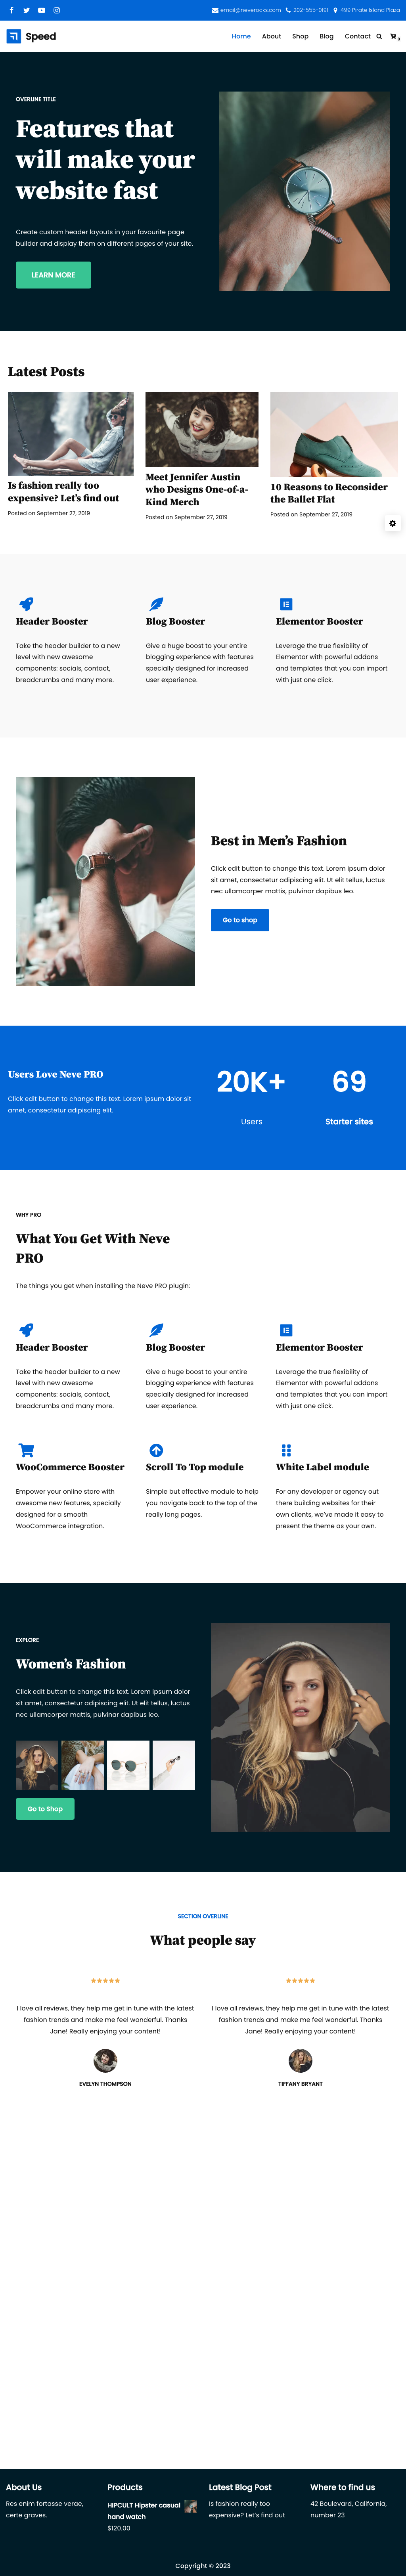 email@neverocks.com 202-555-0191 499 Pirate Island Plaza
Speed
Home About Shop Blog Contact 0
OVERLINE TITLE
Features that
will make your
website fast
Create custom header layouts in your favourite page
builder and display them on different pages of your site.
LEARN MORE
Latest Posts
Is fashion really too
expensive? Let’s find out
Posted on September 27, 2019
Meet Jennifer Austin
who Designs One-of-a-
Kind Merch
Posted on September 27, 2019
10 Reasons to Reconsider
the Ballet Flat
Posted on September 27, 2019
Header Booster
Take the header builder to a new
level with new awesome
components: socials, contact,
breadcrumbs and many more.
Blog Booster
Give a huge boost to your entire
blogging experience with features
specially designed for increased
user experience.
Elementor Booster
Leverage the true flexibility of
Elementor with powerful addons
and templates that you can import
with just one click.
Best in Men’s Fashion
Click edit button to change this text. Lorem ipsum dolor
sit amet, consectetur adipiscing elit. Ut elit tellus, luctus
nec ullamcorper mattis, pulvinar dapibus leo.
Go to shop
Users Love Neve PRO
Click edit button to change this text. Lorem ipsum dolor sit
amet, consectetur adipiscing elit.
20K+
Users
69
Starter sites
WHY PRO
What You Get With Neve
PRO
The things you get when installing the Neve PRO plugin:
Header Booster
Take the header builder to a new
level with new awesome
components: socials, contact,
breadcrumbs and many more.
Blog Booster
Give a huge boost to your entire
blogging experience with features
specially designed for increased
user experience.
Elementor Booster
Leverage the true flexibility of
Elementor with powerful addons
and templates that you can import
with just one click.
WooCommerce Booster
Empower your online store with
awesome new features, specially
designed for a smooth
WooCommerce integration.
Scroll To Top module
Simple but effective module to help
you navigate back to the top of the
really long pages.
White Label module
For any developer or agency out
there building websites for their
own clients, we’ve made it easy to
present the theme as your own.
EXPLORE
Women’s Fashion
Click edit button to change this text. Lorem ipsum dolor
sit amet, consectetur adipiscing elit. Ut elit tellus, luctus
nec ullamcorper mattis, pulvinar dapibus leo.
Go to Shop
SECTION OVERLINE
What people say
I love all reviews, they help me get in tune with the latest
fashion trends and make me feel wonderful. Thanks
Jane! Really enjoying your content!
EVELYN THOMPSON
I love all reviews, they help me get in tune with the latest
fashion trends and make me feel wonderful. Thanks
Jane! Really enjoying your content!
TIFFANY BRYANT
About Us
Res enim fortasse verae,
certe graves.
Products
HIPCULT Hipster casual
hand watch
$120.00
Latest Blog Post
Is fashion really too
expensive? Let’s find out
Where to find us
42 Boulevard, California,
number 23
Copyright © 2023